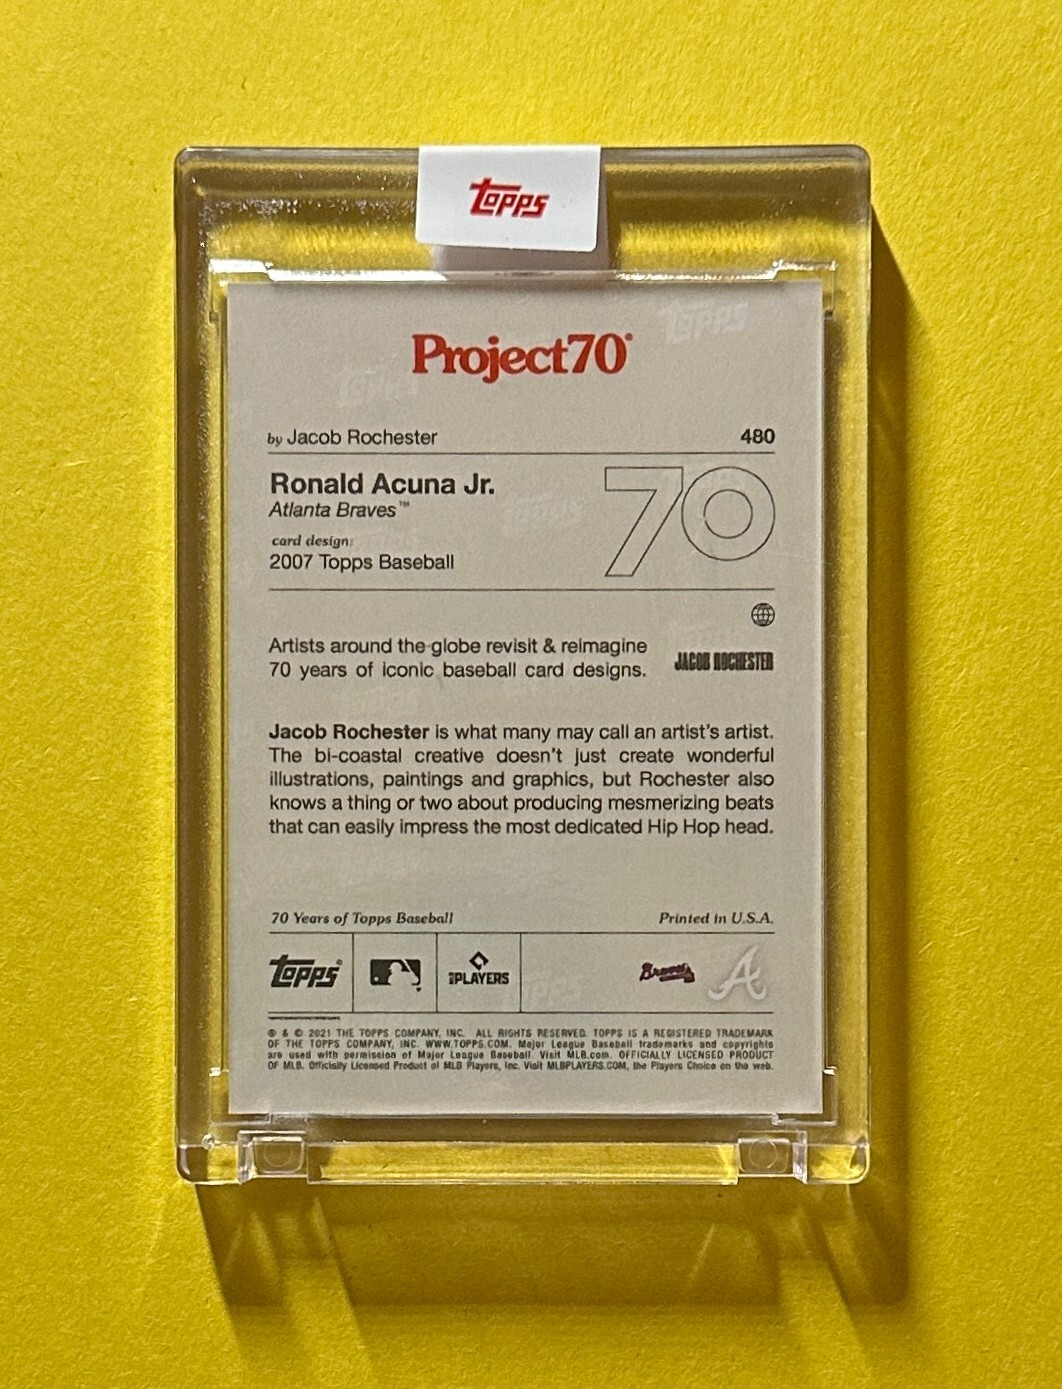 Topps
Project70®
by Jacob Rochester 480
Ronald Acuna Jr.
Atlanta Braves™
card design:
2007 Topps Baseball
70
Artists around the globe revisit & reimagine
70 years of iconic baseball card designs.
JACOB ROCHESTER
Jacob Rochester is what many may call an artist's artist.
The bi-coastal creative doesn't just create wonderful
illustrations, paintings and graphics, but Rochester also
knows a thing or two about producing mesmerizing beats
that can easily impress the most dedicated Hip Hop head.
70 Years of Topps Baseball Printed in U.S.A.
Topps® MLB PLAYERS Braves A
® & © 2021 THE TOPPS COMPANY, INC. ALL RIGHTS RESERVED. TOPPS IS A REGISTERED TRADEMARK
OF THE TOPPS COMPANY, INC. WWW.TOPPS.COM. Major League Baseball trademarks and copyrights
are used with permission of Major League Baseball. Visit MLB.com. OFFICIALLY LICENSED PRODUCT
OF MLB. Officially Licensed Product of MLB Players, Inc. Visit MLBPLAYERS.COM, the Players Choice on the web.